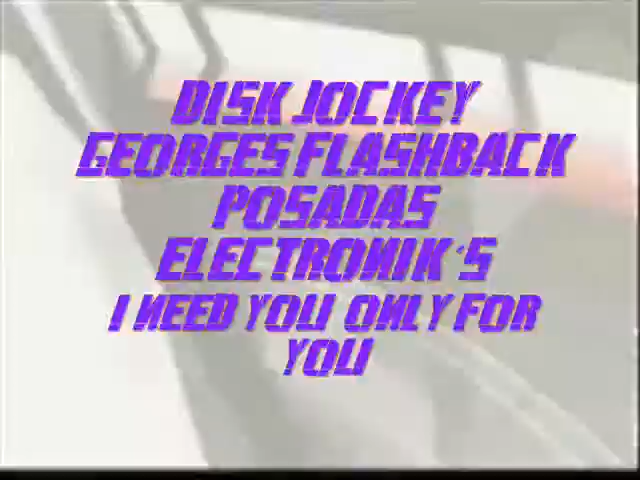 DISK JOCKEY
GEORGES FLASHBACK
POSADAS
ELECTRONIK´S
I NEED YOU ONLY FOR
YOU